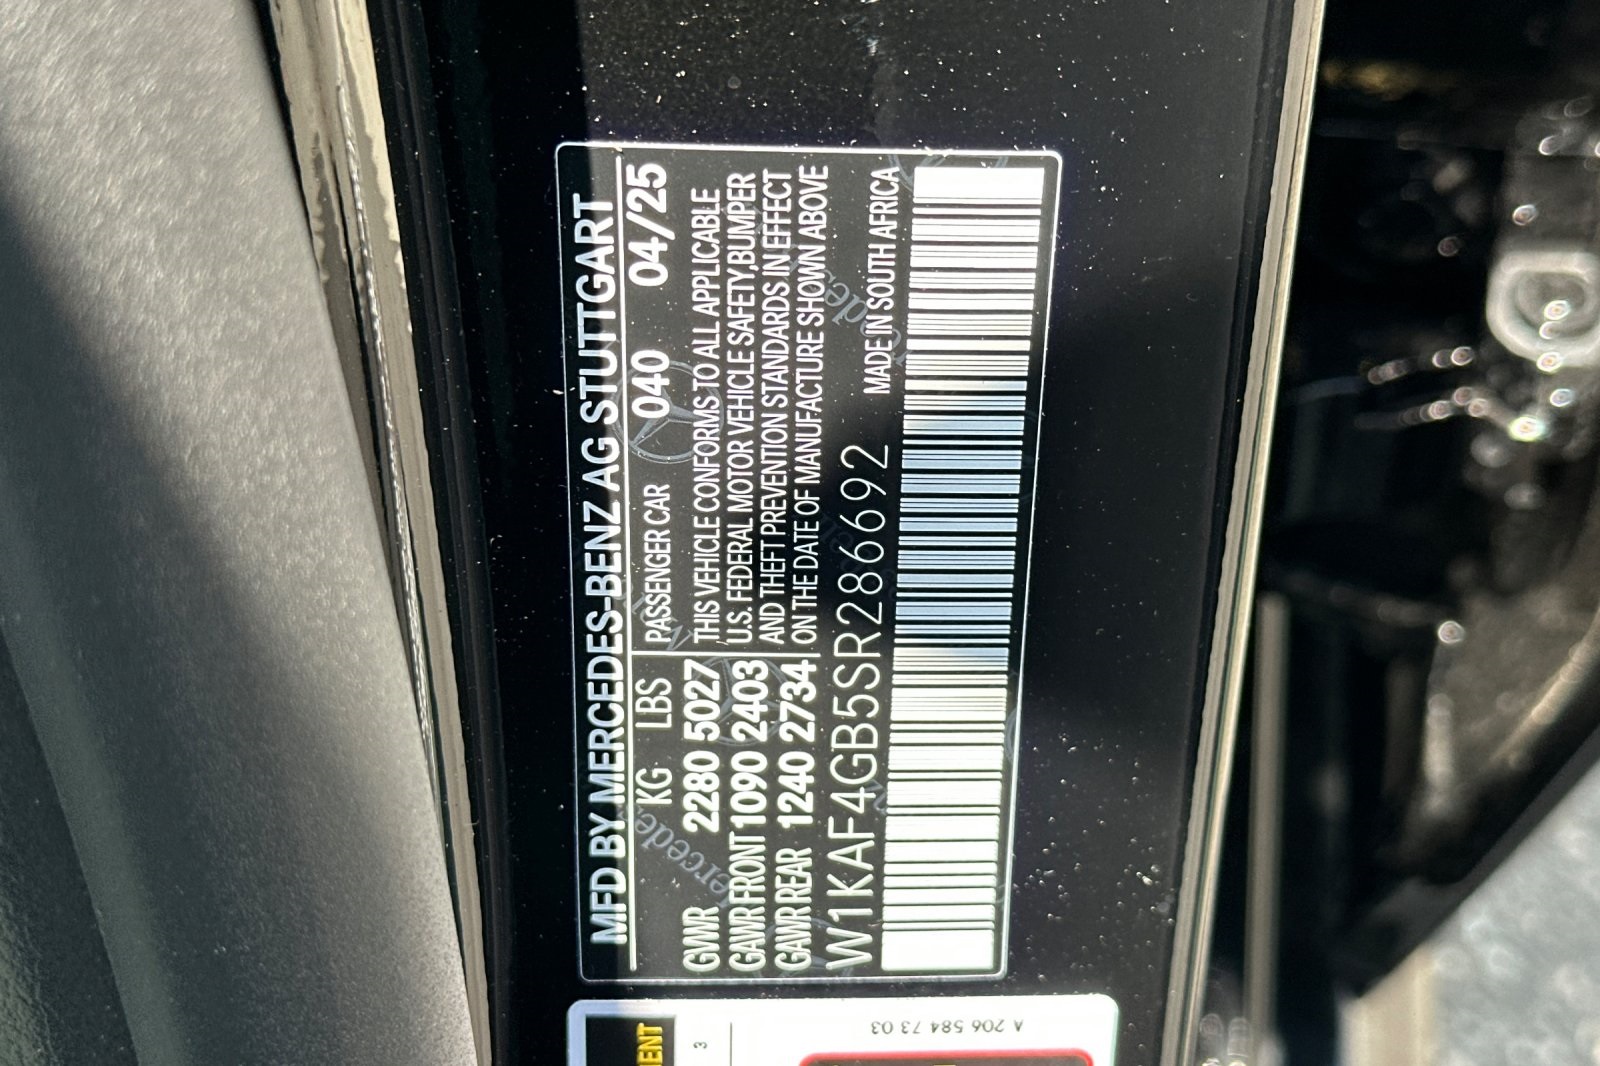 MFD BY MERCEDES-BENZ AG STUTTGART
KG LBS PASSENGER CAR 040 04/25
GVWR 2280 5027 THIS VEHICLE CONFORMS TO ALL APPLICABLE
GAWR FRONT 1090 2403 U.S. FEDERAL MOTOR VEHICLE SAFETY,BUMPER
GAWR REAR 1240 2734 AND THEFT PREVENTION STANDARDS IN EFFECT
ON THE DATE OF MANUFACTURE SHOWN ABOVE
W1KAF4GB5SR286692 MADE IN SOUTH AFRICA
MENT
3
A 206 584 73 03